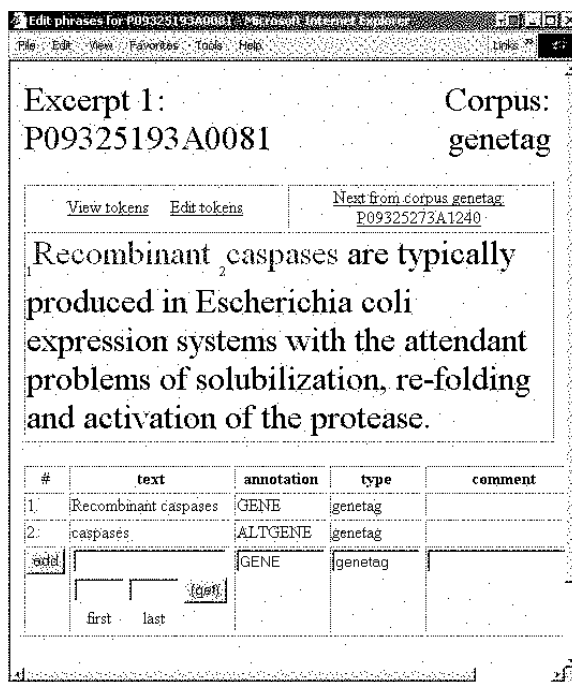 Edit phrases for P09325193A0081 - Microsoft Internet Explorer
File Edit View Favorites Tools Help Links »
Excerpt 1: Corpus:
P09325193A0081 genetag
View tokens Edit tokens Next from corpus genetag:
P09325273A1240
1Recombinant 2caspases are typically
produced in Escherichia coli
expression systems with the attendant
problems of solubilization, re-folding
and activation of the protease.
# text annotation type comment
1. Recombinant caspases GENE genetag
2. caspases ALTGENE genetag
add GENE genetag
(get)
first last